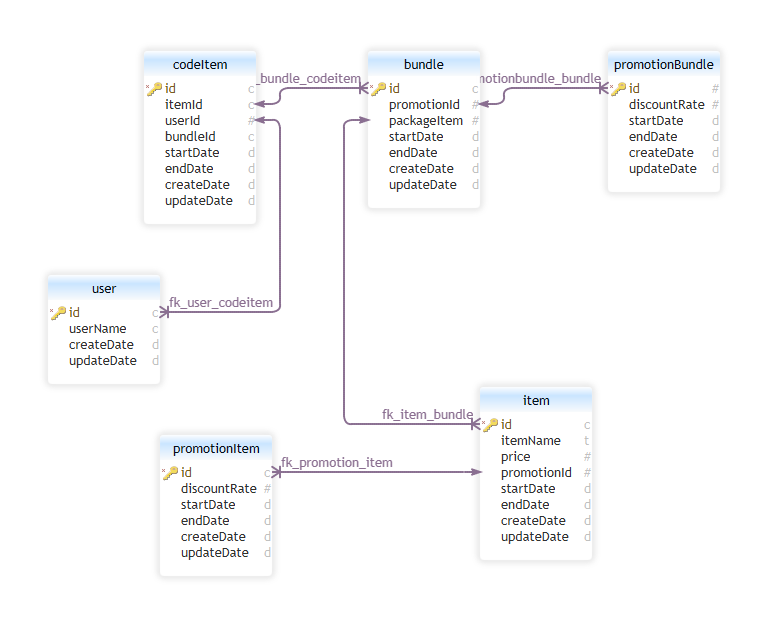 codeItem
id c
itemId c
userId #
bundleId c
startDate d
endDate d
createDate d
updateDate d
_bundle_codeitem
bundle
id c
promotionId #
packageItem #
startDate d
endDate d
createDate d
updateDate d
motionbundle_bundle
promotionBundle
id #
discountRate #
startDate d
endDate d
createDate d
updateDate d
user
id c
userName c
createDate d
updateDate d
fk_user_codeitem
fk_item_bundle
item
id c
itemName t
price #
promotionId #
startDate d
endDate d
createDate d
updateDate d
promotionItem
id c
discountRate #
startDate d
endDate d
createDate d
updateDate d
fk_promotion_item